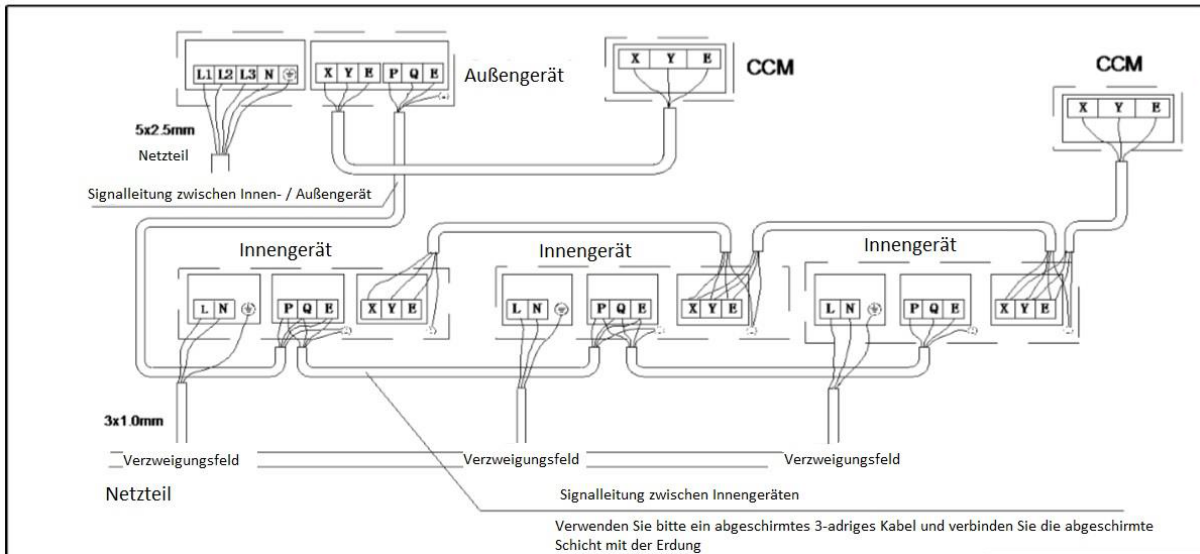 L1 L2 L3 N
X Y E P Q E
Außengerät
X Y E
CCM
CCM
X Y E
5x2.5mm
Netzteil
Signalleitung zwischen Innen- / Außengerät
Innengerät
Innengerät
Innengerät
L N
P Q E
X Y E
L N
P Q E
X Y E
L N
P Q E
X Y E
3x1.0mm
Verzweigungsfeld
Verzweigungsfeld
Verzweigungsfeld
Netzteil
Signalleitung zwischen Innengeräten
Verwenden Sie bitte ein abgeschirmtes 3-adriges Kabel und verbinden Sie die abgeschirmte
Schicht mit der Erdung